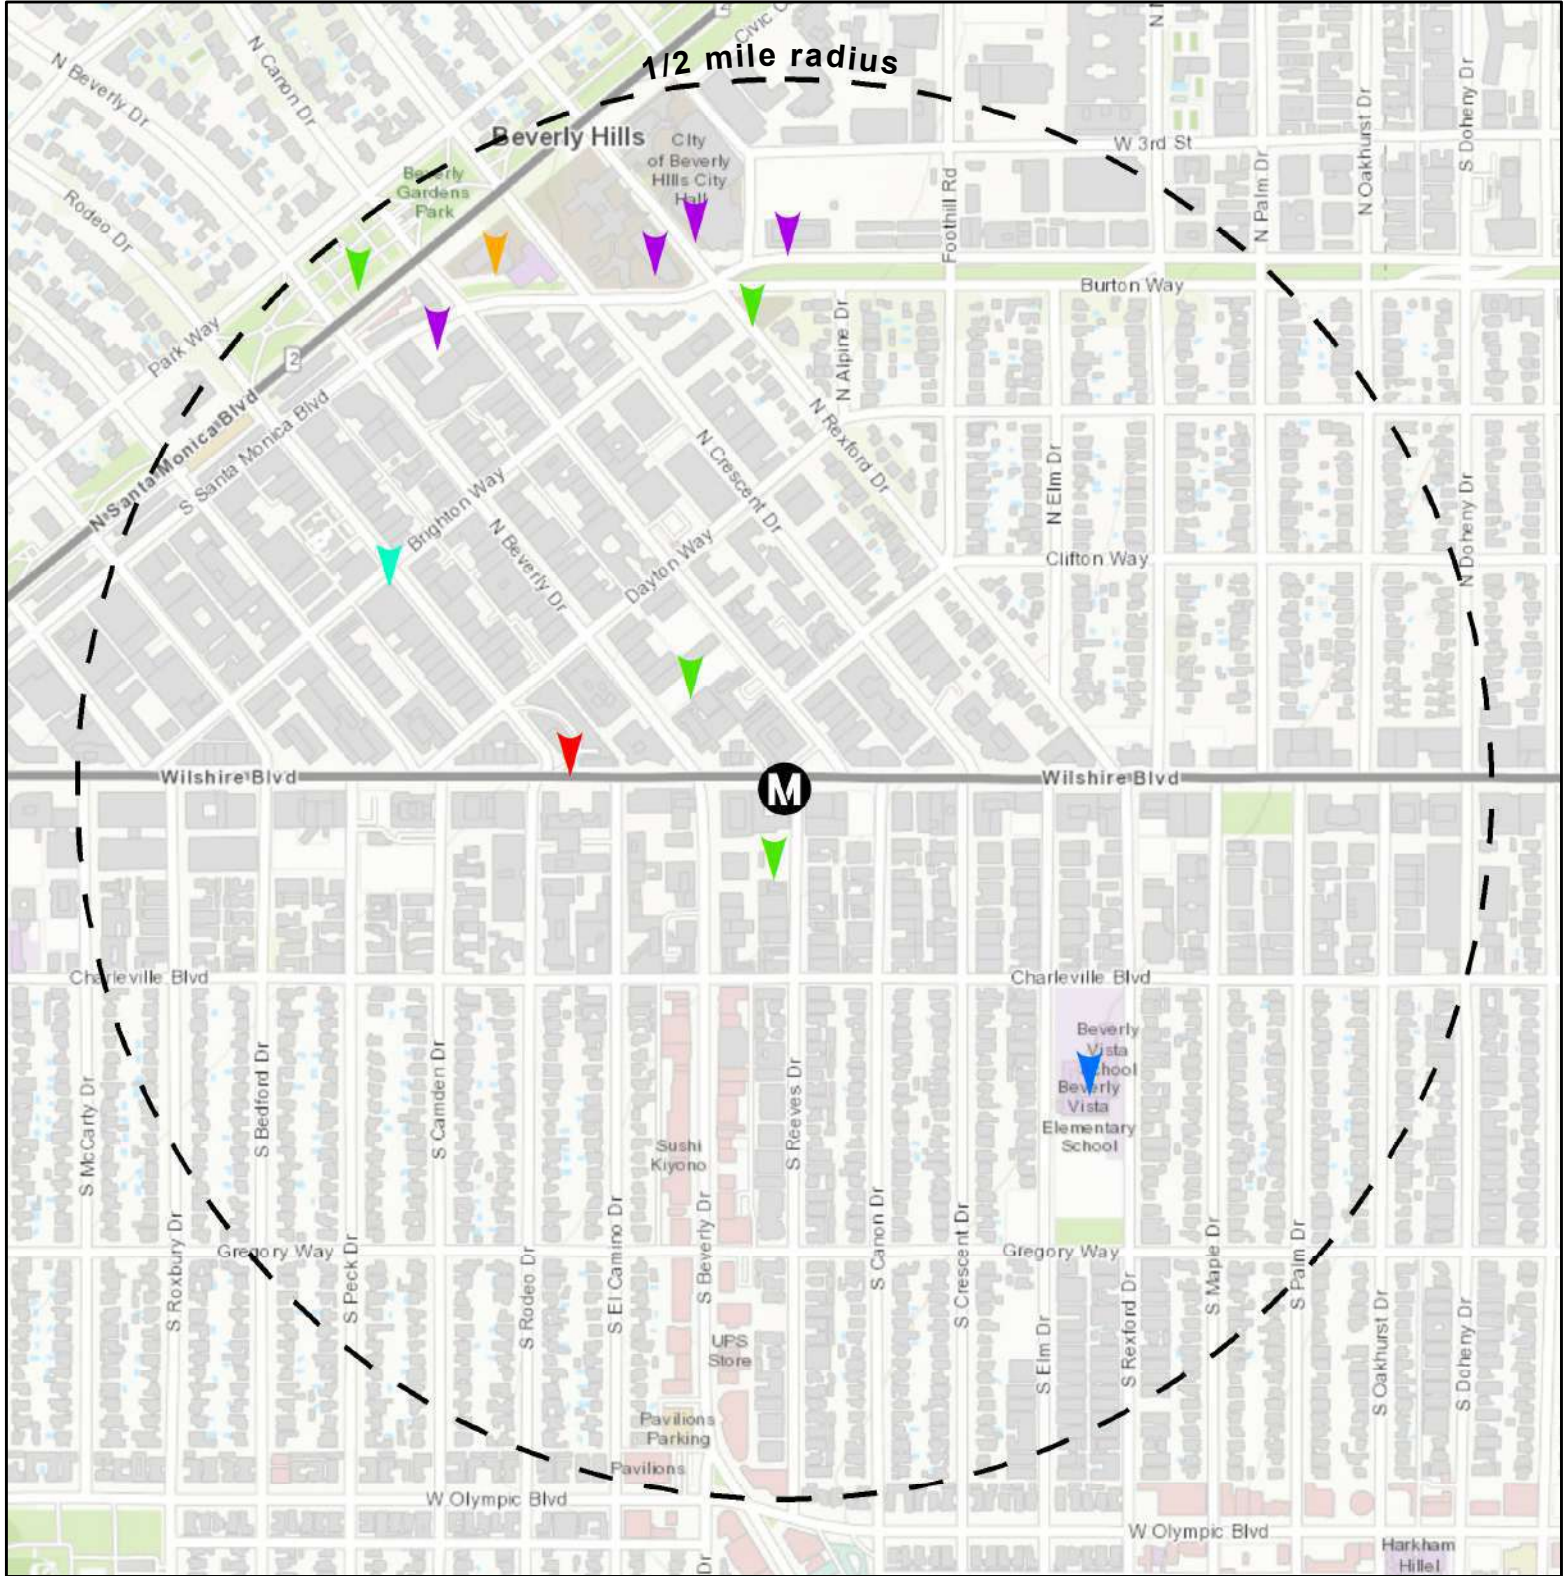 1/2 mile radius
Civic
N Beverly Dr
N Canon Dr
Rodeo Dr
Park Way
Beverly Hills
Beverly
Gardens
Park
CIty
of Beverly
HIlls City
Hall
W 3rd St
Foothill Rd
N Palm Dr
N Oakhurst Dr
S Doheny Dr
Burton Way
N Alpine Dr
2
N Santa Monica Blvd
S Santa Monica Blvd
Brighton Way
N Beverly Dr
Dayton Way
N Crescent Dr
N Rexford Dr
N Elm Dr
Clifton Way
N Doheny Dr
Wilshire Blvd
M
Wilshire Blvd
Charleville Blvd
Charleville Blvd
Beverly
Vista
School
Beverly
Vista
Elementary
School
S McCarty Dr
S Bedford Dr
S Camden Dr
Sushi
Kiyono
S Reeves Dr
S Roxbury Dr
Gregory Way
S Peck Dr
S Rodeo Dr
S El Camino Dr
S Beverly Dr
S Canon Dr
S Crescent Dr
Gregory Way
S Elm Dr
S Rexford Dr
S Maple Dr
S Palm Dr
S Oakhurst Dr
S Doheny Dr
UPS
Store
Pavilions
Parking
Pavilions
W Olympic Blvd
W Olympic Blvd
Dr
Harkham
Hillel